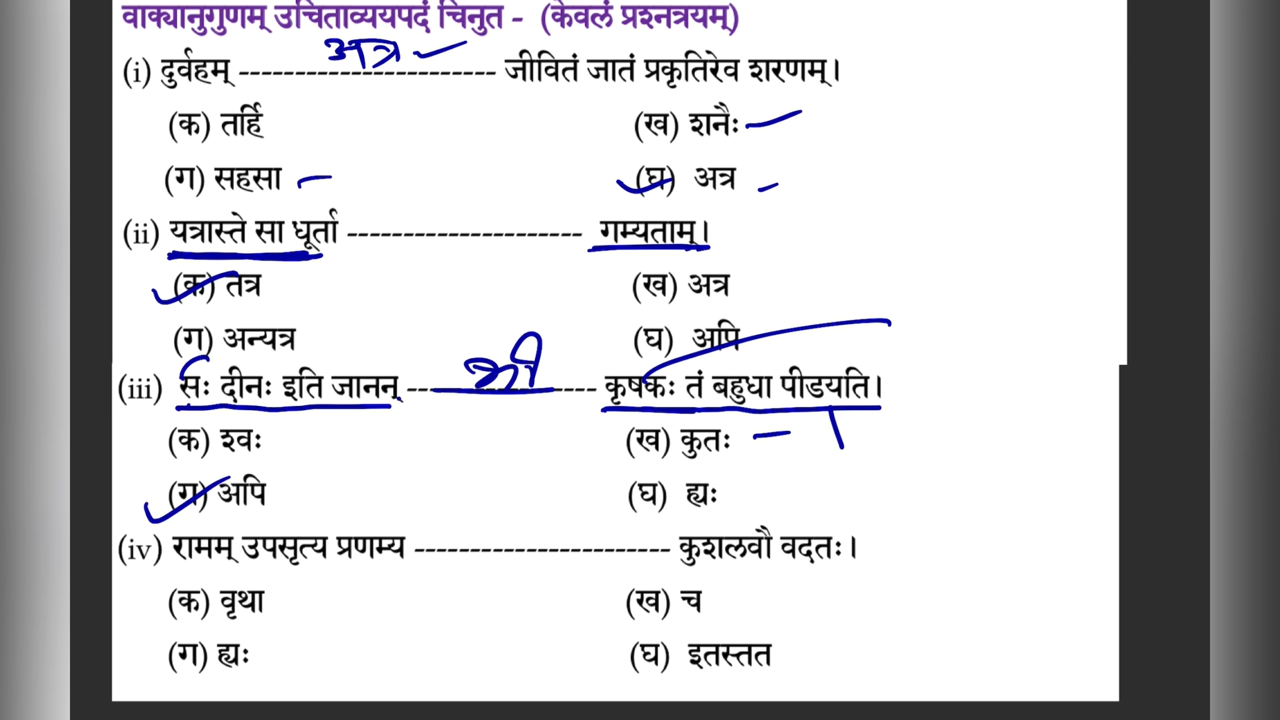 वाक्यानुगुणम् उचिताव्ययपदं चिनुत - (केवलं प्रश्नत्रयम्)
अत्र
(i) दुर्वहम् ----------------------- जीवितं जातं प्रकृतिरेव शरणम्।
(क) तर्हि (ख) शनैः
(ग) सहसा (घ) अत्र
(ii) यत्रास्ते सा धूर्ता --------------------- गम्यताम्।
(क) तत्र (ख) अत्र
(ग) अन्यत्र (घ) अपि
(iii) सः दीनः इति जानन् ----------------- कृषकः तं बहुधा पीडयति।
(क) श्वः (ख) कुतः
(ग) अपि (घ) ह्यः
(iv) रामम् उपसृत्य प्रणम्य ----------------------- कुशलवौ वदतः।
(क) वृथा (ख) च
(ग) ह्यः (घ) इतस्तत